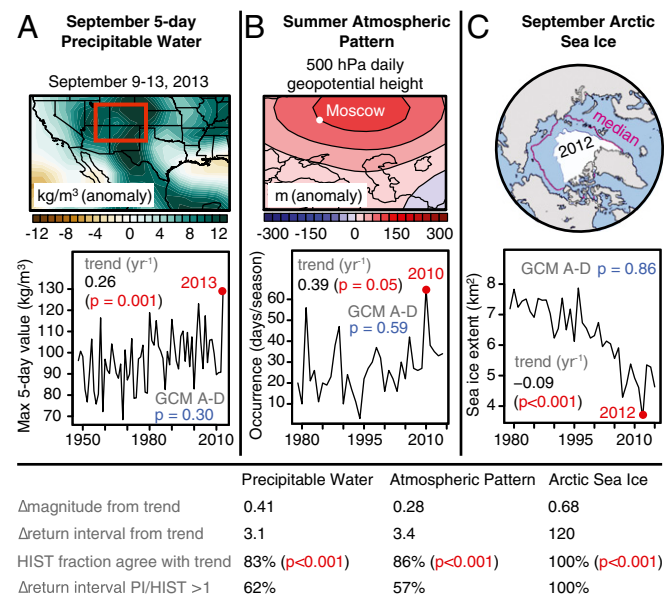 A
September 5-day
Precipitable Water
September 9-13, 2013
kg/m³ (anomaly)
-12 -8 -4 0 4 8 12
Max 5-day value (kg/m³)
130
120
110
100
90
80
70
trend (yr⁻¹)
0.26
(p = 0.001)
2013
GCM A-D
p = 0.30
1950 1980 2010
B
Summer Atmospheric
Pattern
500 hPa daily
geopotential height
Moscow
m (anomaly)
-300 -150 0 150 300
Occurrence (days/season)
60
50
40
30
20
10
0
trend (yr⁻¹)
0.39 (p = 0.05)
2010
GCM A-D
p = 0.59
1980 1995 2010
C
September Arctic
Sea Ice
median
2012
Sea ice extent (km²)
8
7
6
5
4
GCM A-D p = 0.86
trend (yr⁻¹)
−0.09
(p<0.001)
2012
1980 1995 2010
Precipitable Water Atmospheric Pattern Arctic Sea Ice
Δmagnitude from trend 0.41 0.28 0.68
Δreturn interval from trend 3.1 3.4 120
HIST fraction agree with trend 83% (p<0.001) 86% (p<0.001) 100% (p<0.001)
Δreturn interval PI/HIST >1 62% 57% 100%